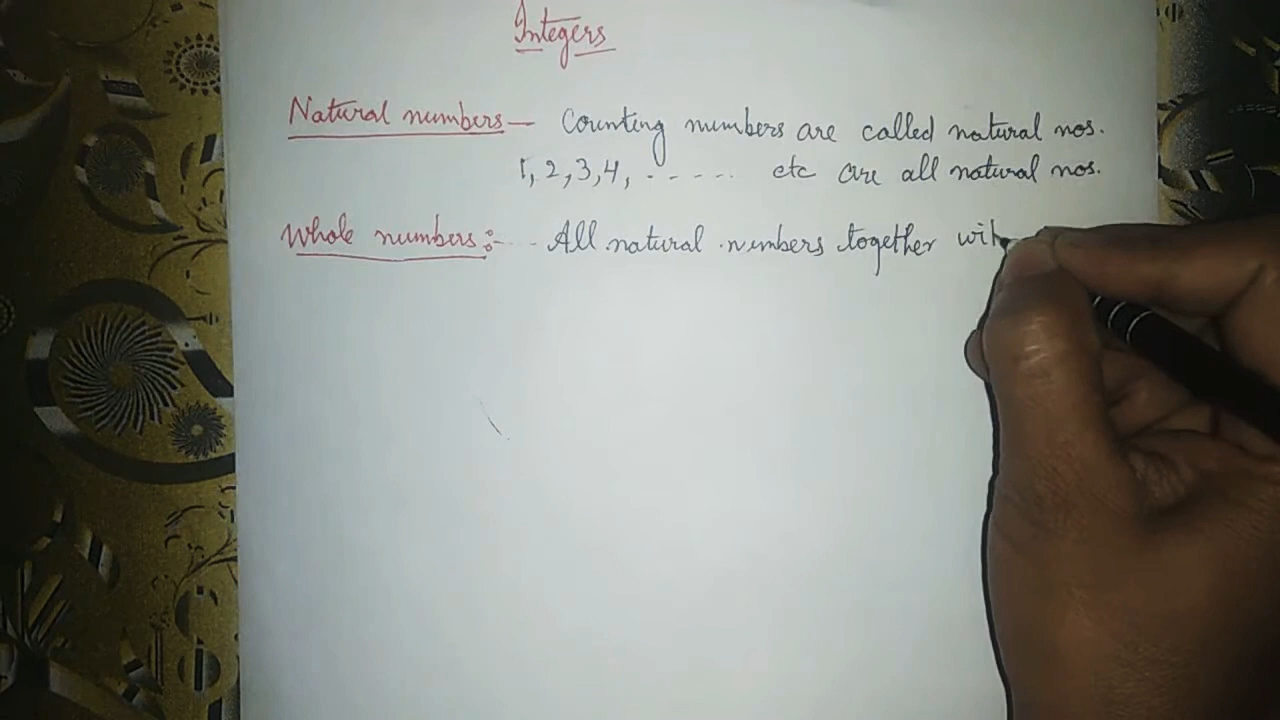 Integers
Natural numbers— Counting numbers are called natural nos.
1, 2, 3, 4, ...... etc are all natural nos.
Whole numbers:- - All natural numbers together wit